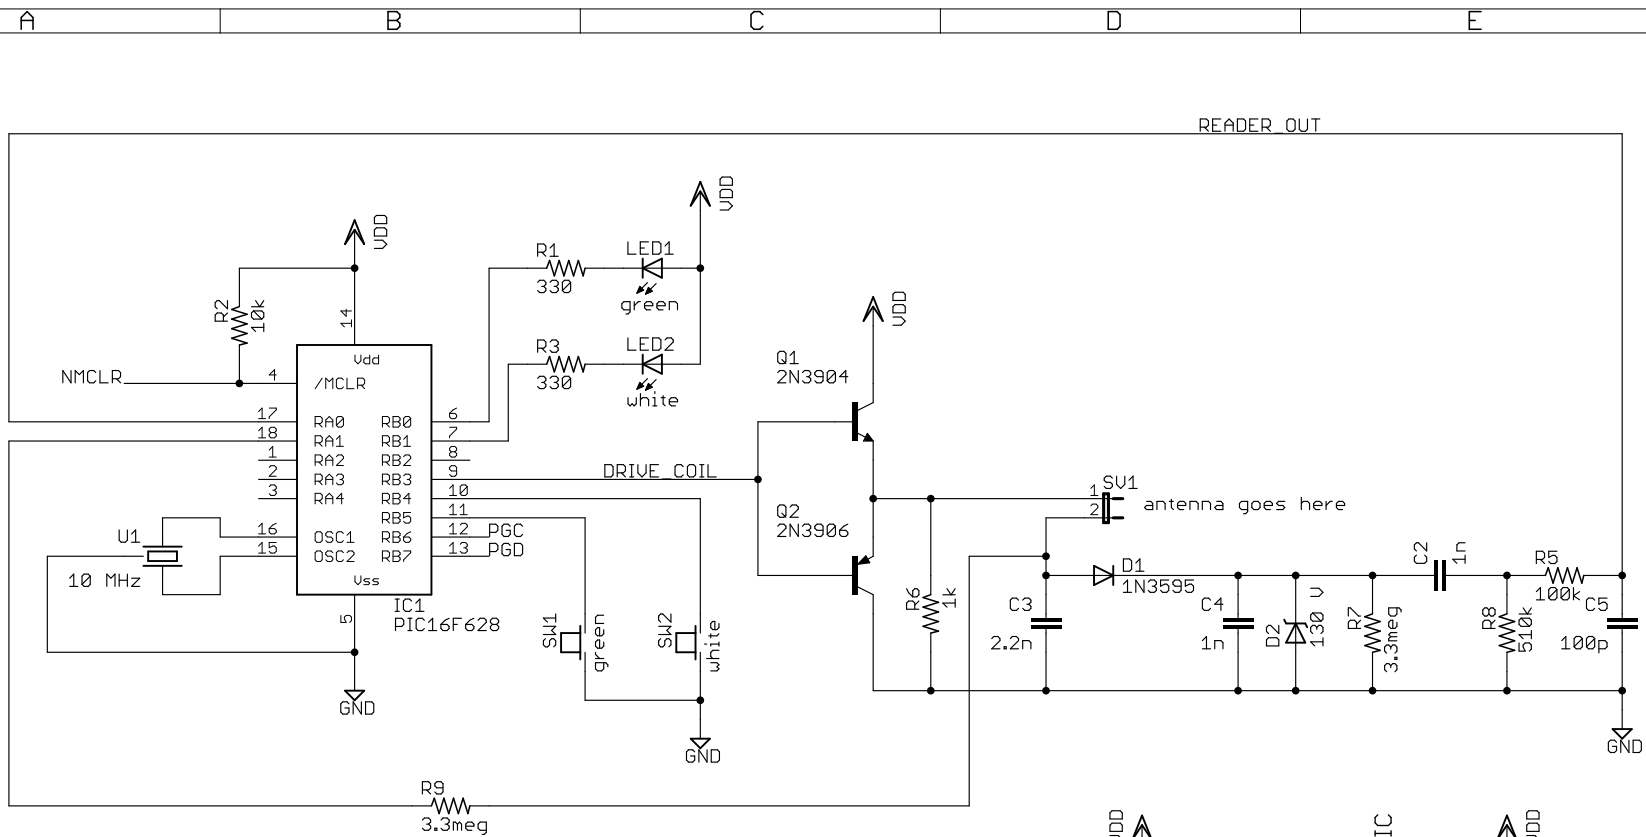 A B C D E
READER_OUT
VDD
VDD
R1
330
LED1
green
R2
10k
14
VDD
R3
330
LED2
white
Q1
2N3904
NMCLR
4
Vdd
/MCLR
17 RA0 RB0 6
18 RA1 RB1 7
1 RA2 RB2 8
2 RA3 RB3 9
3 RA4 RB4 10
RB5 11
16 OSC1 RB6 12 PGC
15 OSC2 RB7 13 PGD
Vss
DRIVE_COIL
U1
10 MHz
5
IC1
PIC16F628
SW1
green
SW2
white
Q2
2N3906
1
2
SV1
antenna goes here
R6
1k
D1
1N3595
C3
2.2n
C4
1n
D2
130 V
R7
3.3meg
C2
1n
R8
510k
R5
100k
C5
100p
GND
GND
GND
R9
3.3meg
VDD
IC
VDD